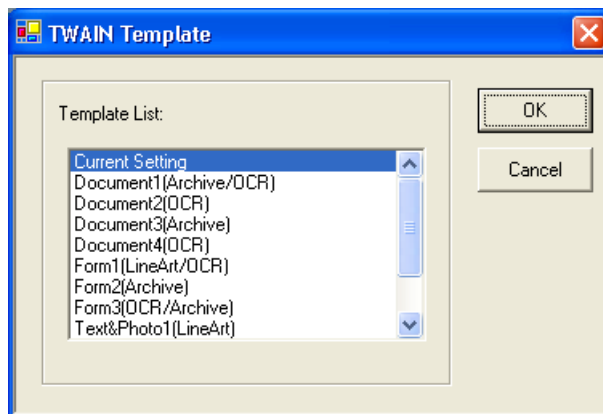 TWAIN Template
Template List:
OK
Cancel
Current Setting
Document1(Archive/OCR)
Document2(OCR)
Document3(Archive)
Document4(OCR)
Form1(LineArt/OCR)
Form2(Archive)
Form3(OCR/Archive)
Text&Photo1(LineArt)